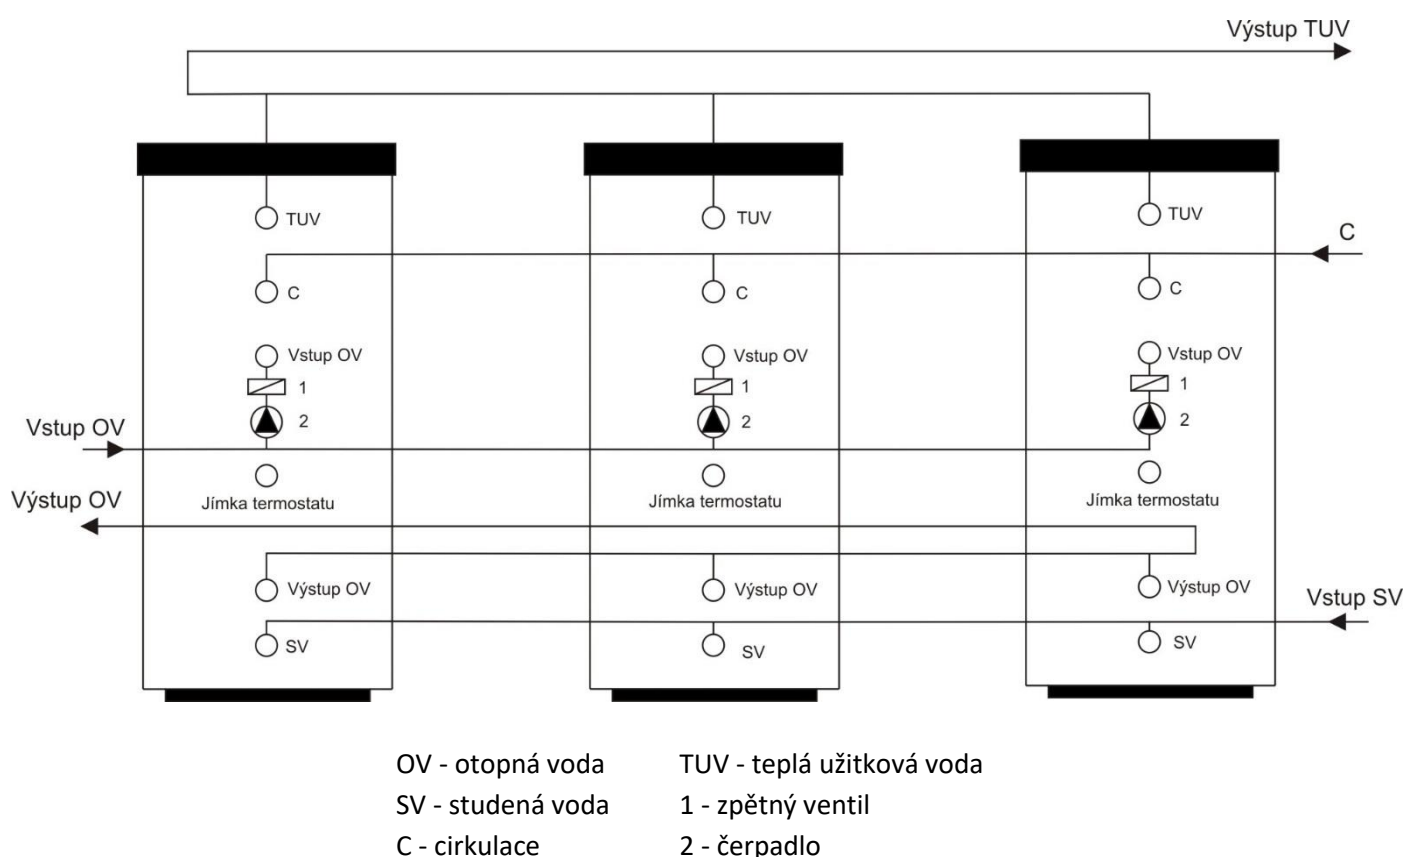 Výstup TUV
TUV TUV TUV
C
C C C
Vstup OV Vstup OV Vstup OV
1 1 1
2 2 2
Vstup OV
Jímka termostatu Jímka termostatu Jímka termostatu
Výstup OV
Výstup OV Výstup OV Výstup OV
Vstup SV
SV SV SV
OV - otopná voda TUV - teplá užitková voda
SV - studená voda 1 - zpětný ventil
C - cirkulace 2 - čerpadlo